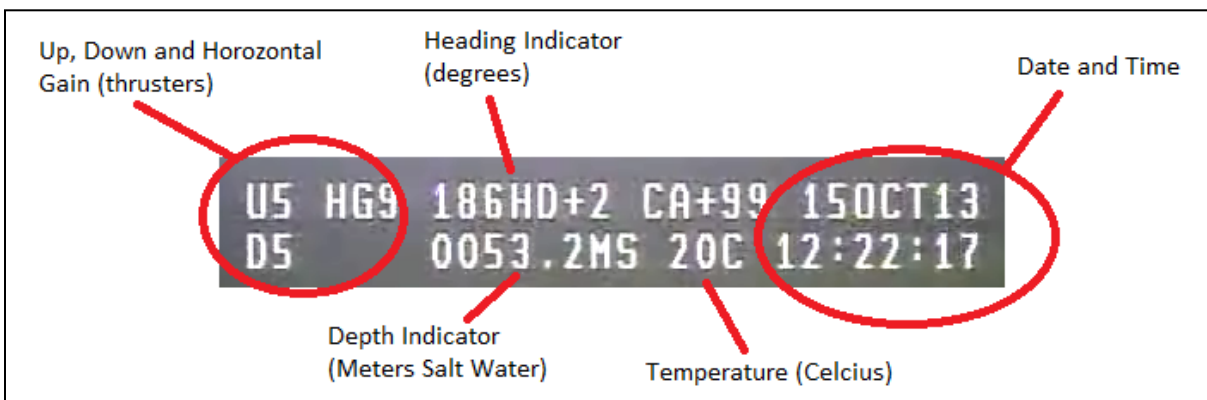 Up, Down and Horozontal
Gain (thrusters)
Heading Indicator
(degrees)
Date and Time
U5 HG9 186HD+2 CA+99 15OCT13
D5 0053.2MS 20C 12:22:17
Depth Indicator
(Meters Salt Water)
Temperature (Celcius)